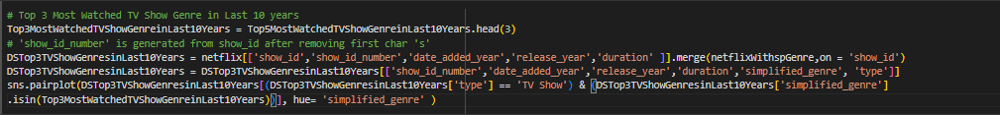 # Top 3 Most Watched TV Show Genre in Last 10 years
Top3MostWatchedTVShowGenreinLast10Years = Top5MostWatchedTVShowGenreinLast10Years.head(3)
# 'show_id_number' is generated from show_id after removing first char 's'
DSTop3TVShowGenresinLast10Years = netflix[['show_id','show_id_number','date_added_year','release_year','duration' ]].merge(netflixWithspGenre,on = 'show_id')
DSTop3TVShowGenresinLast10Years = DSTop3TVShowGenresinLast10Years[['show_id_number','date_added_year','release_year','duration','simplified_genre', 'type']]
sns.pairplot(DSTop3TVShowGenresinLast10Years[(DSTop3TVShowGenresinLast10Years['type'] == 'TV Show') & (DSTop3TVShowGenresinLast10Years['simplified_genre']
.isin(Top3MostWatchedTVShowGenreinLast10Years))], hue= 'simplified_genre' )